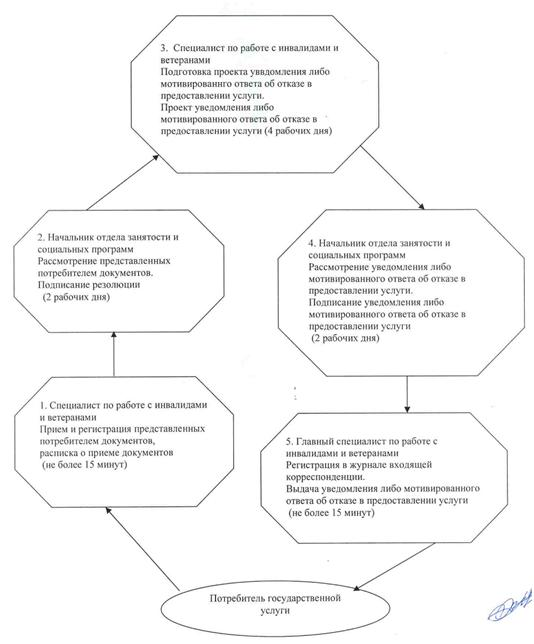 3. Специалист по работе с инвалидами и
ветеранами
Подготовка проекта уввдомления либо
мотивированнго ответа об отказе в
предоставлении услуги.
Проект уведомления либо
мотивированного ответа об отказе в
предоставлении услуги (4 рабочих дня)
2. Начальник отдела занятости и
социальных программ
Рассмотрение представленных
потребителем документов.
Подписание резолюции
(2 рабочих дня)
4. Начальник отдела занятости и
социальных программ
Рассмотрение уведомления либо
мотивированного ответа об отказе в
предоставлении услуги.
Подписание уведомления либо
мотивированного ответа об отказе в
предоставлении услуги
(2 рабочих дня)
1. Специалист по работе с инвалидами
и ветеранами
Прием и регистрация представленных
потребителем документов,
расписка о приеме документов
(не более 15 минут)
5. Главный специалист по работе с
инвалидами и ветеранами
Регистрация в журнале входящей
корреспонденции.
Выдача уведомления либо мотивированного
ответа об отказе в предоставлении услуги
(не более 15 минут)
Потребитель государственной
услуги